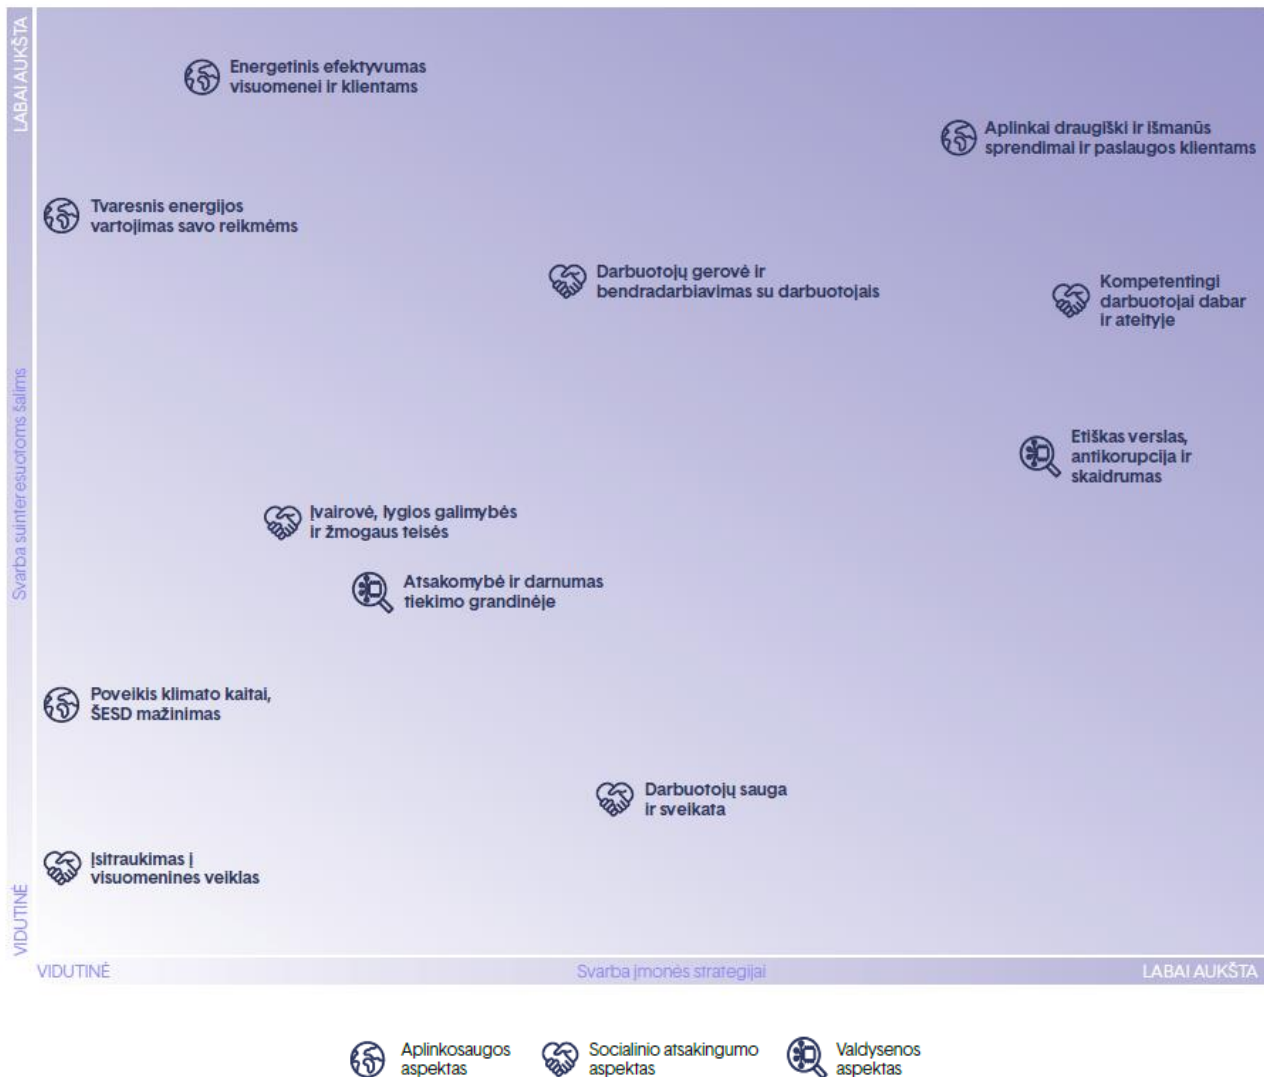 LABAI AUKŠTA
Svarba suinteresuotoms šalims
VIDUTINĖ
Energetinis efektyvumas
visuomenei ir klientams
Aplinkai draugiški ir išmanūs
sprendimai ir paslaugos klientams
Tvaresnis energijos
vartojimas savo reikmėms
Darbuotojų gerovė ir
bendradarbiavimas su darbuotojais
Kompetentingi
darbuotojai dabar
ir ateityje
Etiškas verslas,
antikorupcija ir
skaidrumas
Įvairovė, lygios galimybės
ir žmogaus teisės
Atsakomybė ir darnumas
tiekimo grandinėje
Poveikis klimato kaitai,
ŠESD mažinimas
Darbuotojų sauga
ir sveikata
Įsitraukimas į
visuomenines veiklas
VIDUTINĖ
Svarba įmonės strategijai
LABAI AUKŠTA
Aplinkosaugos
aspektas
Socialinio atsakingumo
aspektas
Valdysenos
aspektas